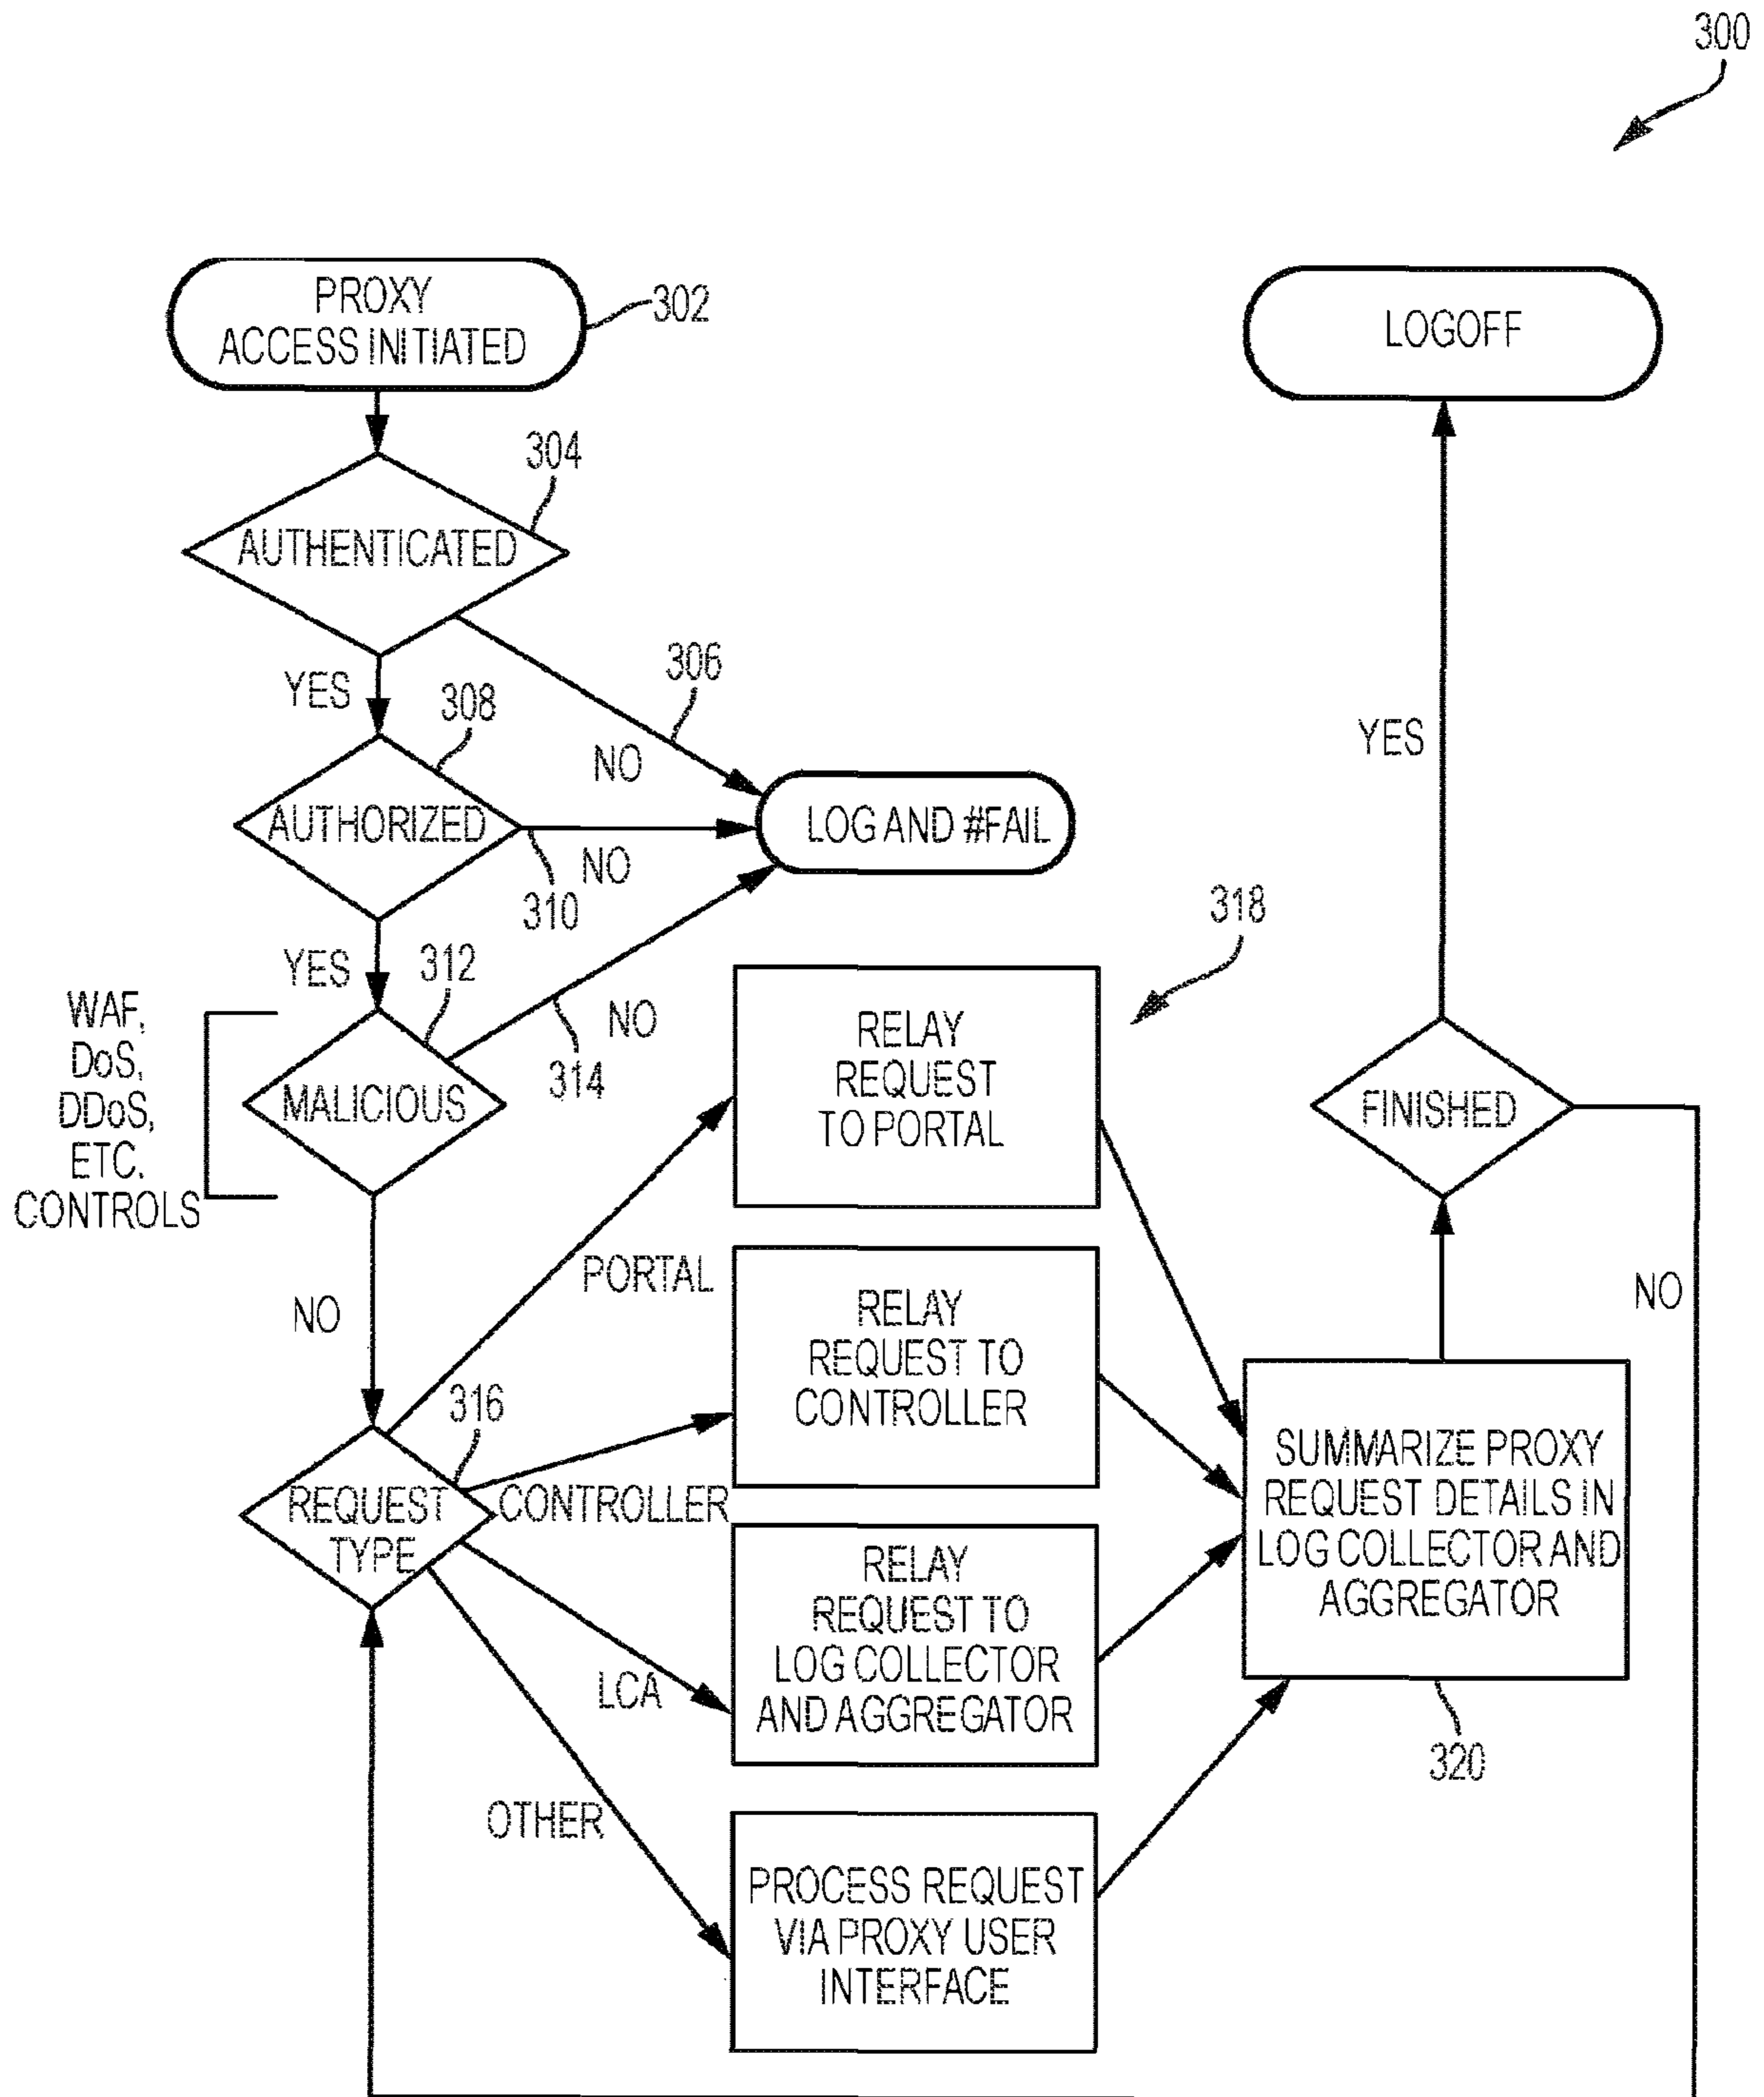 300
PROXY
ACCESS INITIATED
302
LOGOFF
304
AUTHENTICATED
306
YES
308
NO
YES
AUTHORIZED
LOG AND #FAIL
NO
310
318
YES
312
WAF,
DoS,
DDoS,
ETC.
CONTROLS
MALICIOUS
NO
314
RELAY
REQUEST
TO PORTAL
FINISHED
PORTAL
NO
NO
RELAY
REQUEST TO
CONTROLLER
316
REQUEST
TYPE
CONTROLLER
SUMMARIZE PROXY
REQUEST DETAILS IN
LOG COLLECTOR AND
AGGREGATOR
RELAY
REQUEST TO
LOG COLLECTOR
AND AGGREGATOR
LCA
320
OTHER
PROCESS REQUEST
VIA PROXY USER
INTERFACE